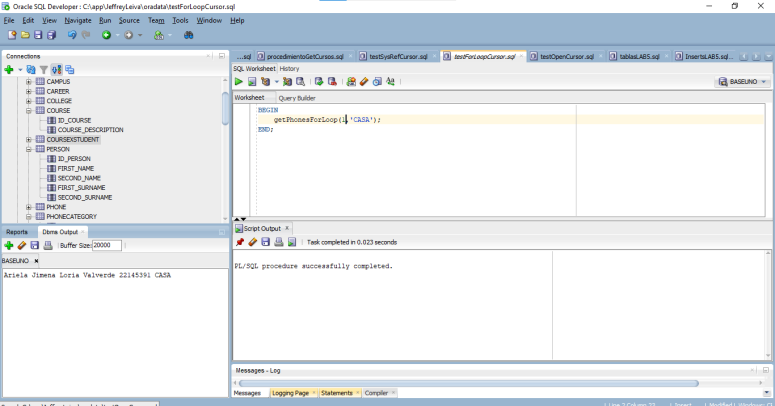 Oracle SQL Developer : C:\app\JeffreyLeiva\oradata\testForLoopCursor.sql
File Edit View Navigate Run Source Team Tools Window Help
Connections
CAMPUS
CAREER
COLLEGE
COURSE
ID_COURSE
COURSE_DESCRIPTION
COURSEXSTUDENT
PERSON
ID_PERSON
FIRST_NAME
SECOND_NAME
FIRST_SURNAME
SECOND_SURNAME
PHONE
PHONECATEGORY
Reports Dbms Output
Buffer Size: 20000
BASEUNO
Ariela Jimena Loria Valverde 22145391 CASA
...sql procedmientoGetCursos.sql testSysRefCursor.sql testForLoopCursor.sql testOpenCursor.sql tablasLAB5.sql InsertsLAB5.sql...
SQL Worksheet History
BASEUNO
Worksheet Query Builder
BEGIN
getPhonesForLoop(1,'CASA');
END;
Script Output
Task completed in 0.023 seconds
PL/SQL procedure successfully completed.
Messages - Log
Messages Logging Page Statements Compiler